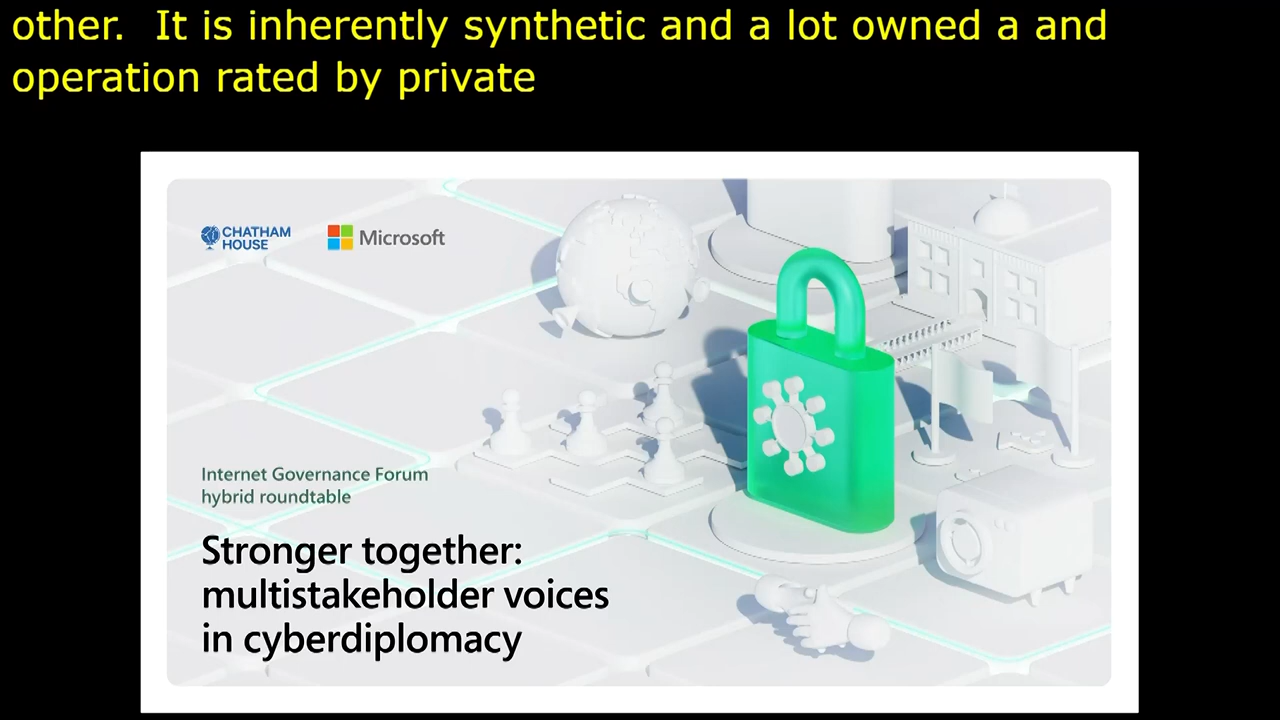 other.  It is inherently synthetic and a lot owned a and
operation rated by private
CHATHAM
HOUSE
Microsoft
Internet Governance Forum
hybrid roundtable
Stronger together:
multistakeholder voices
in cyberdiplomacy